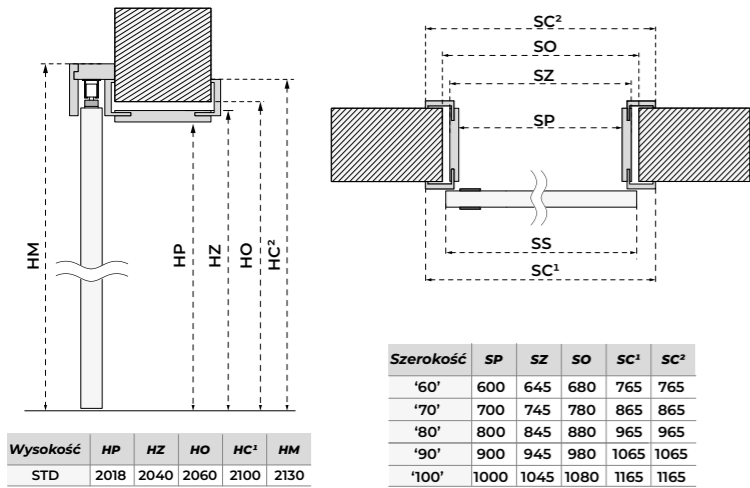 HM
HP
HZ
HO
HC²
Wysokość HP HZ HO HC¹ HM
STD 2018 2040 2060 2100 2130
SC²
SO
SZ
SP
SS
SC¹
Szerokość SP SZ SO SC¹ SC²
‘60’ 600 645 680 765 765
‘70’ 700 745 780 865 865
‘80’ 800 845 880 965 965
‘90’ 900 945 980 1065 1065
‘100’ 1000 1045 1080 1165 1165